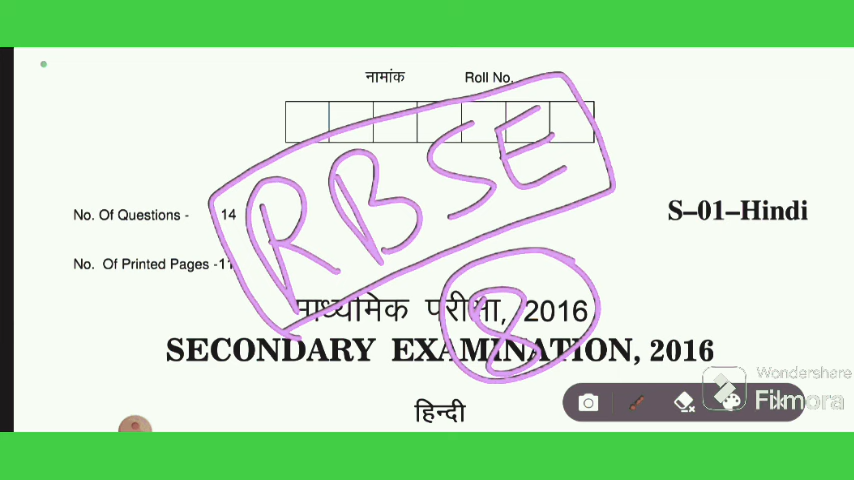 नामांक Roll No.
RBSE
No. Of Questions - 14
S–01–Hindi
No. Of Printed Pages -11
माध्यमिक परीक्षा, 2016
8
SECONDARY EXAMINATION, 2016
हिन्दी
Wondershare
Filmora